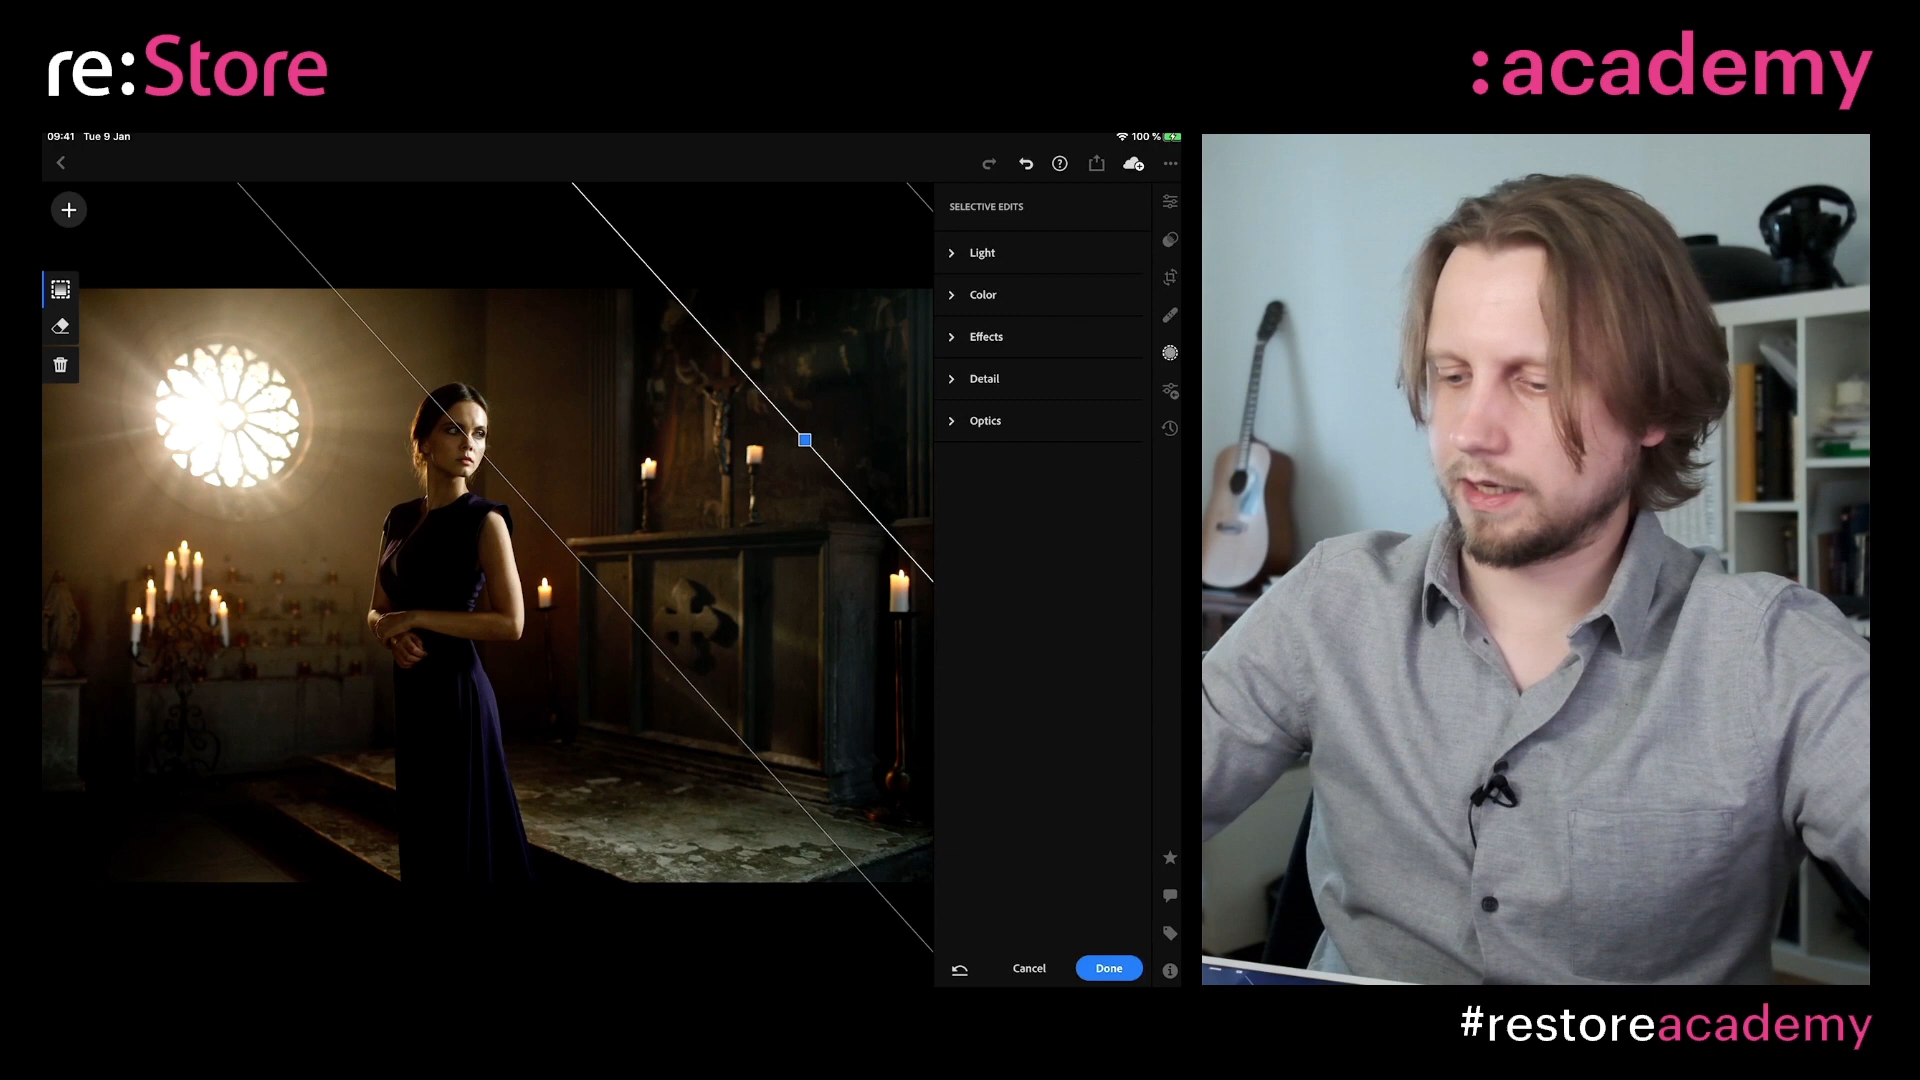 re:Store
:academy
09:41 Tue 9 Jan
100 %
SELECTIVE EDITS
Light
Color
Effects
Detail
Optics
Cancel
Done
#restoreacademy